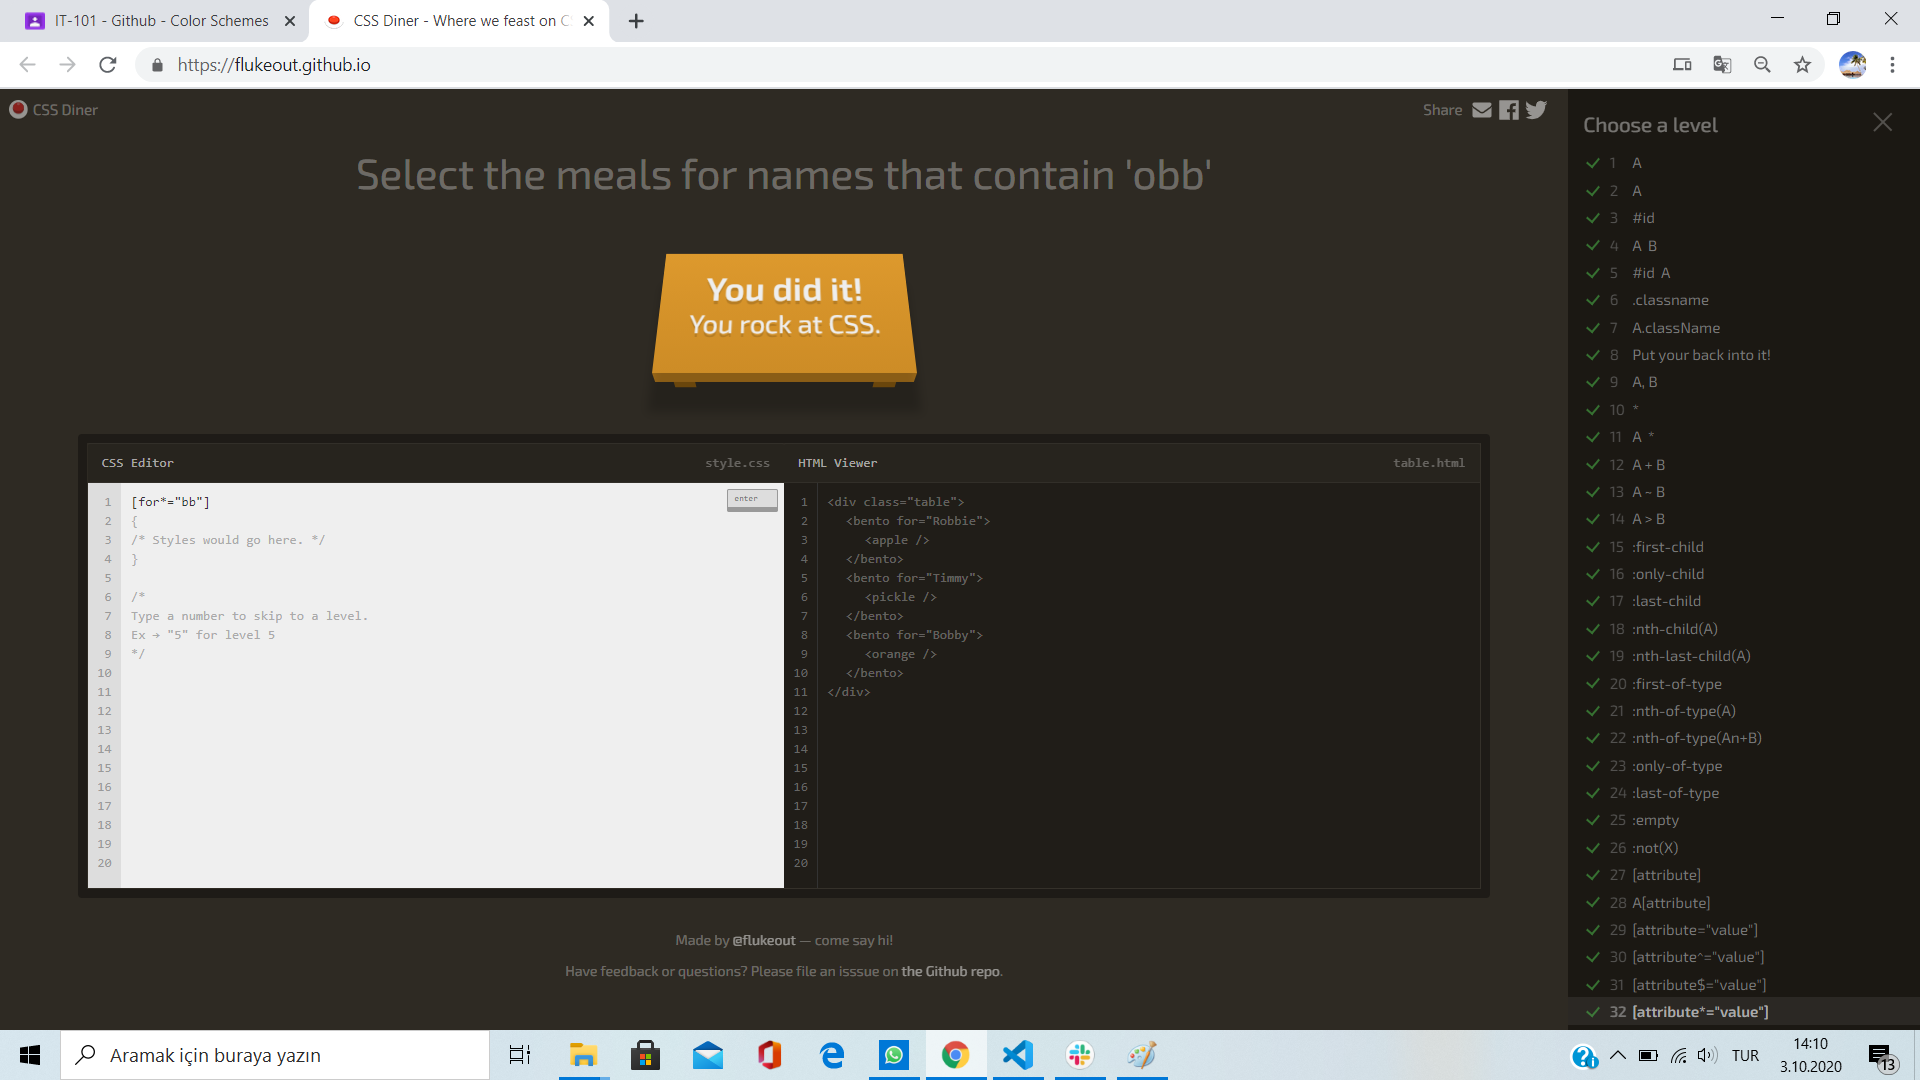 IT-101 - Github - Color Schemes
CSS Diner - Where we feast on C
https://flukeout.github.io
CSS Diner
Share
Select the meals for names that contain 'obb'
You did it!
You rock at CSS.
CSS Editor
style.css
HTML Viewer
table.html
1 [for*="bb"]
enter
2 {
3 /* Styles would go here. */
4 }
5
6 /*
7 Type a number to skip to a level.
8 Ex → "5" for level 5
9 */
10
11
12
13
14
15
16
17
18
19
20
1 <div class="table">
2 <bento for="Robbie">
3 <apple />
4 </bento>
5 <bento for="Timmy">
6 <pickle />
7 </bento>
8 <bento for="Bobby">
9 <orange />
10 </bento>
11 </div>
12
13
14
15
16
17
18
19
20
Made by @flukeout — come say hi!
Have feedback or questions? Please file an isssue on the Github repo.
Choose a level
1 A
2 A
3 #id
4 A B
5 #id A
6 .classname
7 A.className
8 Put your back into it!
9 A, B
10 *
11 A *
12 A + B
13 A ~ B
14 A > B
15 :first-child
16 :only-child
17 :last-child
18 :nth-child(A)
19 :nth-last-child(A)
20 :first-of-type
21 :nth-of-type(A)
22 :nth-of-type(An+B)
23 :only-of-type
24 :last-of-type
25 :empty
26 :not(X)
27 [attribute]
28 A[attribute]
29 [attribute="value"]
30 [attribute^="value"]
31 [attribute$="value"]
32 [attribute*="value"]
Aramak için buraya yazın
TUR
14:10
3.10.2020
13